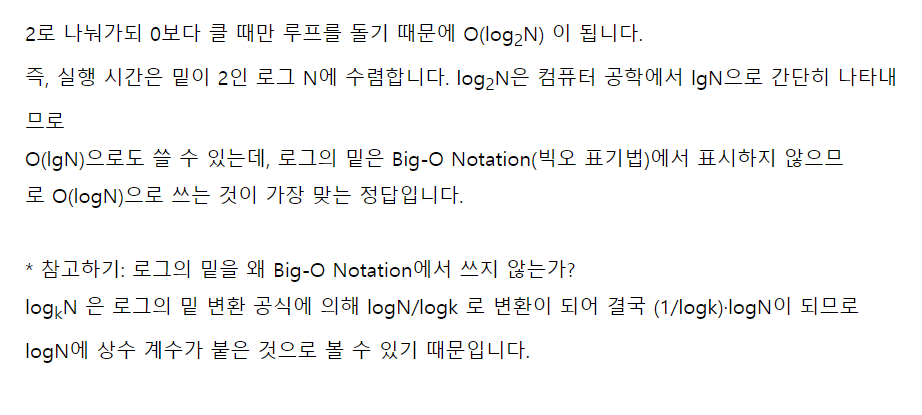 2로 나눠가되 0보다 클 때만 루프를 돌기 때문에 O(log₂N) 이 됩니다.
즉, 실행 시간은 밑이 2인 로그 N에 수렴합니다. log₂N은 컴퓨터 공학에서 lgN으로 간단히 나타내
므로
O(lgN)으로도 쓸 수 있는데, 로그의 밑은 Big-O Notation(빅오 표기법)에서 표시하지 않으므
로 O(logN)으로 쓰는 것이 가장 맞는 정답입니다.
* 참고하기: 로그의 밑을 왜 Big-O Notation에서 쓰지 않는가?
logₖN 은 로그의 밑 변환 공식에 의해 logN/logk 로 변환이 되어 결국 (1/logk)·logN이 되므로
logN에 상수 계수가 붙은 것으로 볼 수 있기 때문입니다.